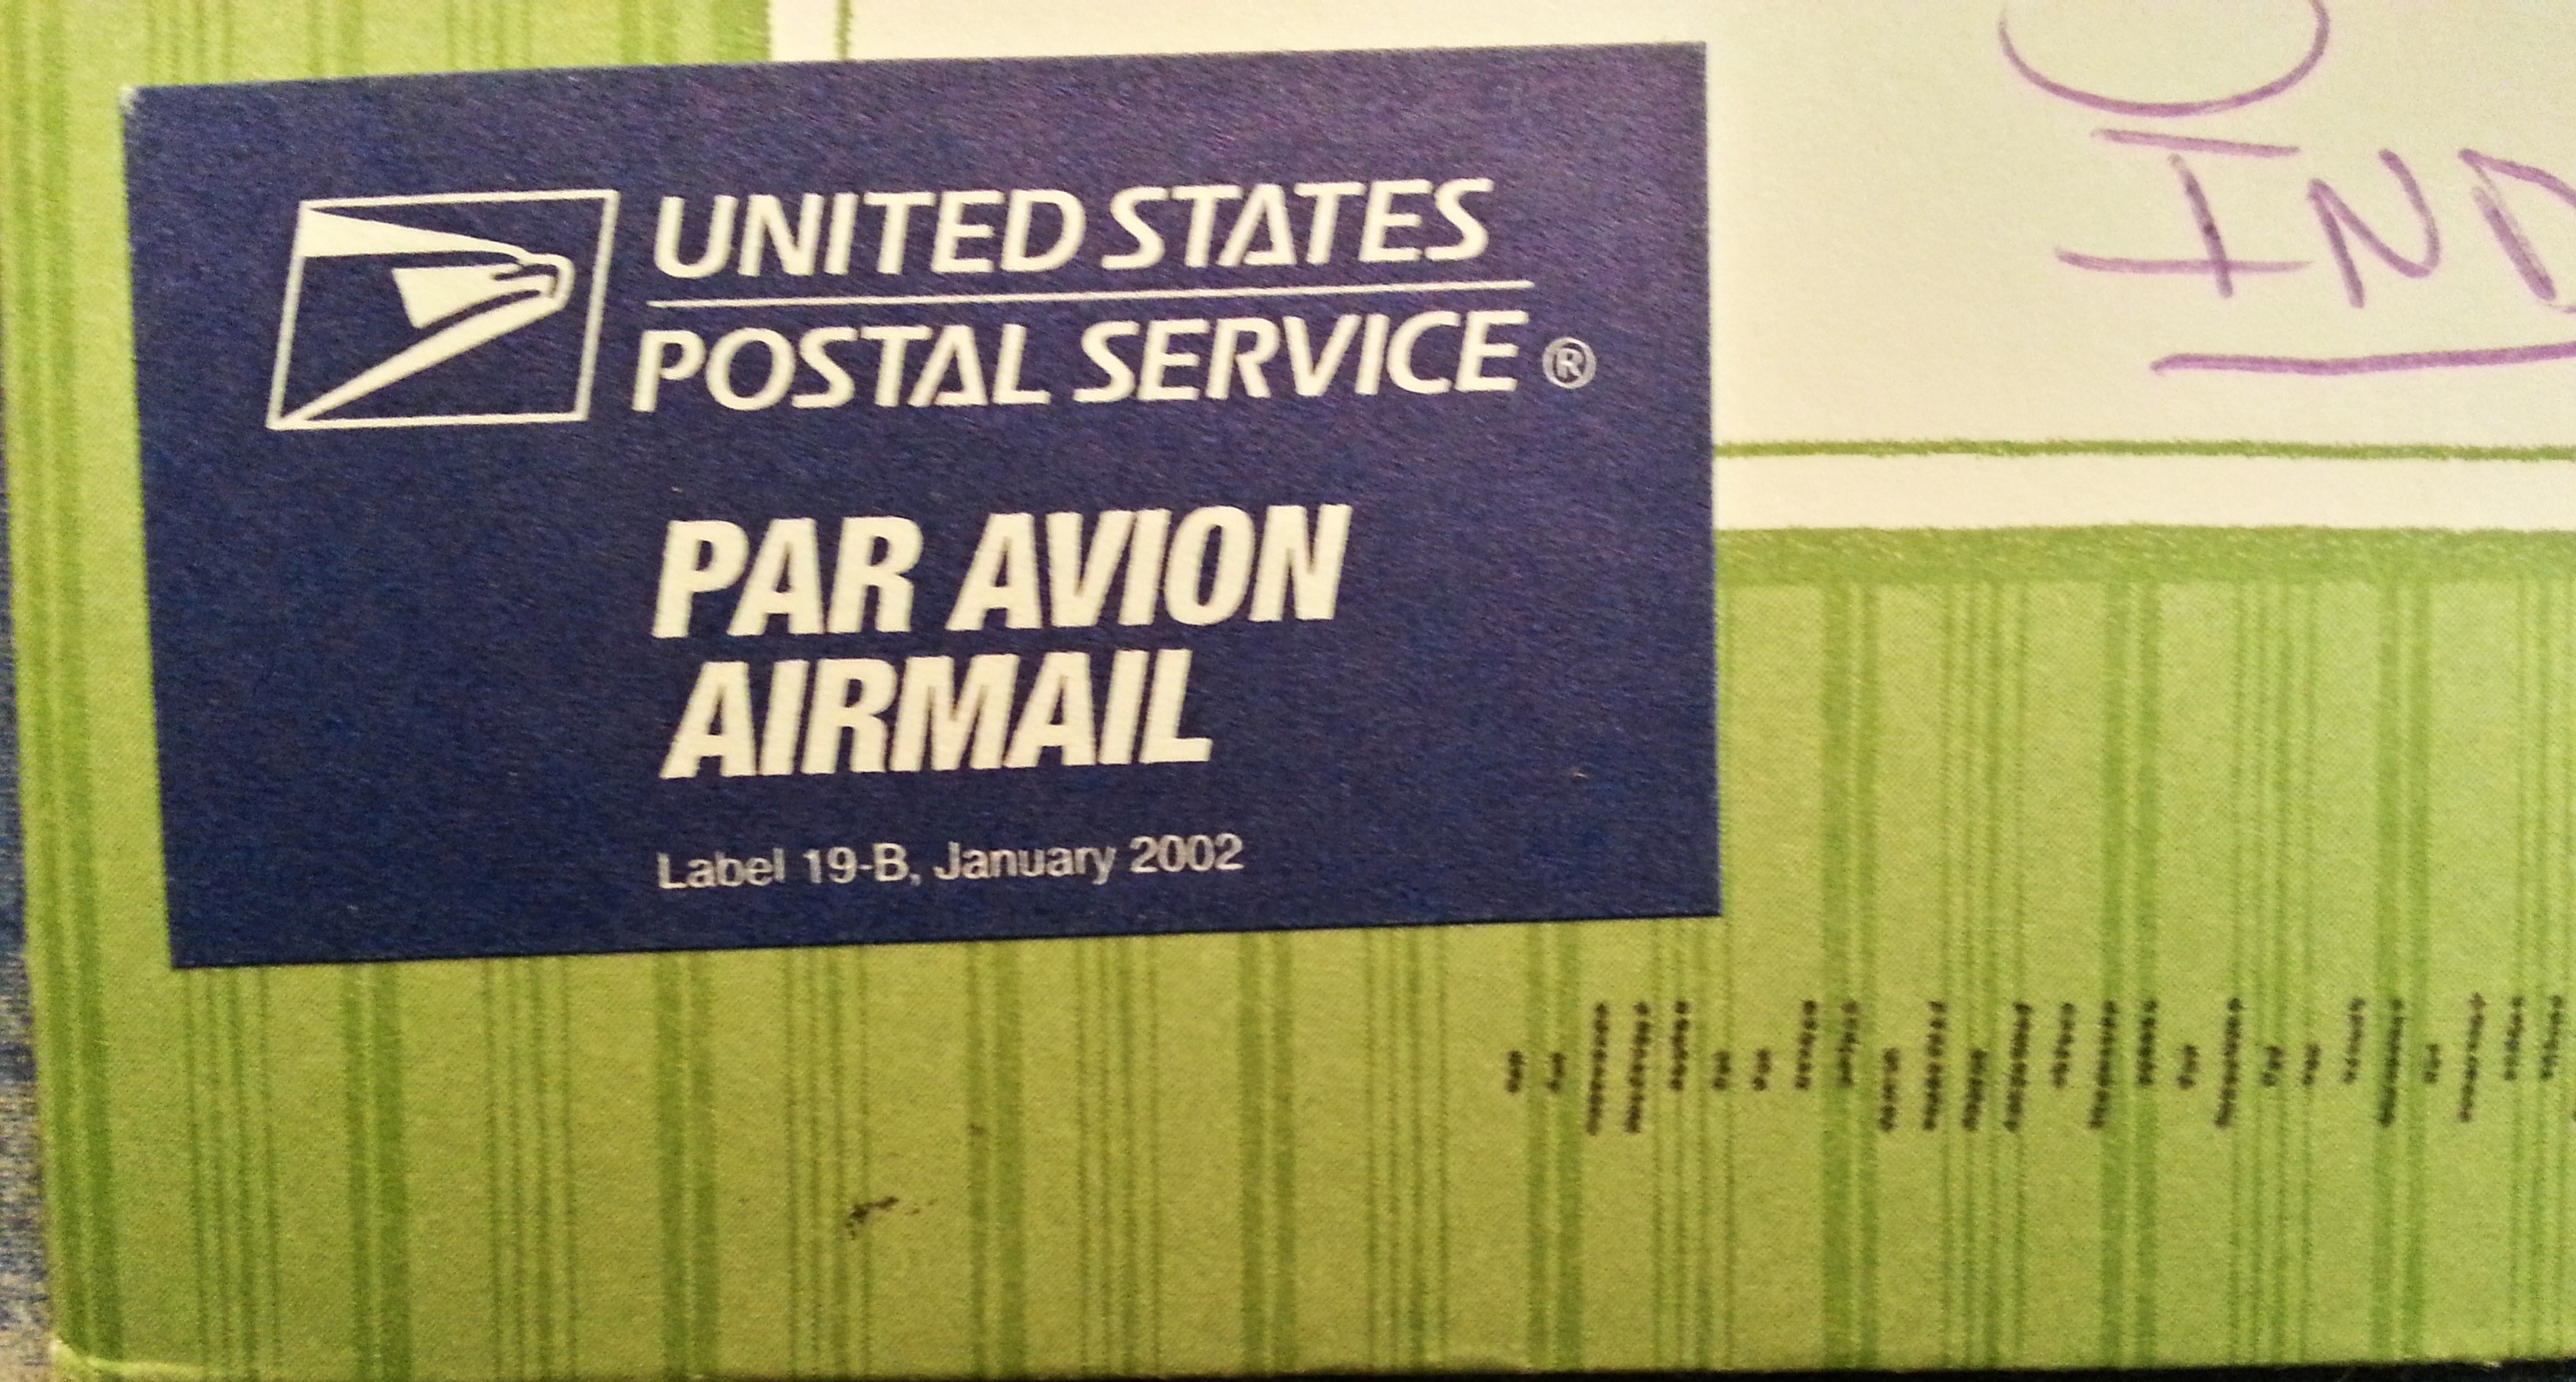 UNITED STATES
POSTAL SERVICE®
PAR AVION
AIRMAIL
Label 19-B, January 2002